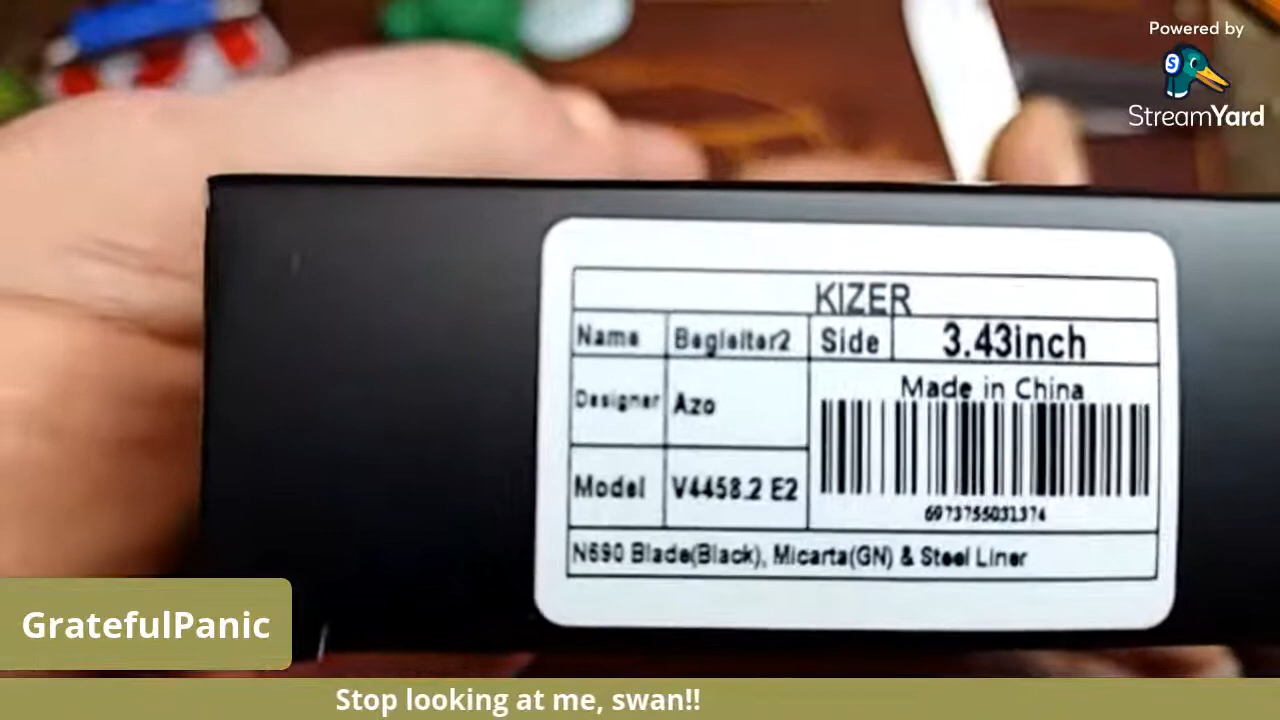 Powered by
StreamYard
KIZER
Name Begleiter2 Side 3.43inch
Made in China
Designer Azo
Model V4458.2 E2
6973755031374
N690 Blade(Black), Micarta(GN) & Steel Liner
GratefulPanic
Stop looking at me, swan!!